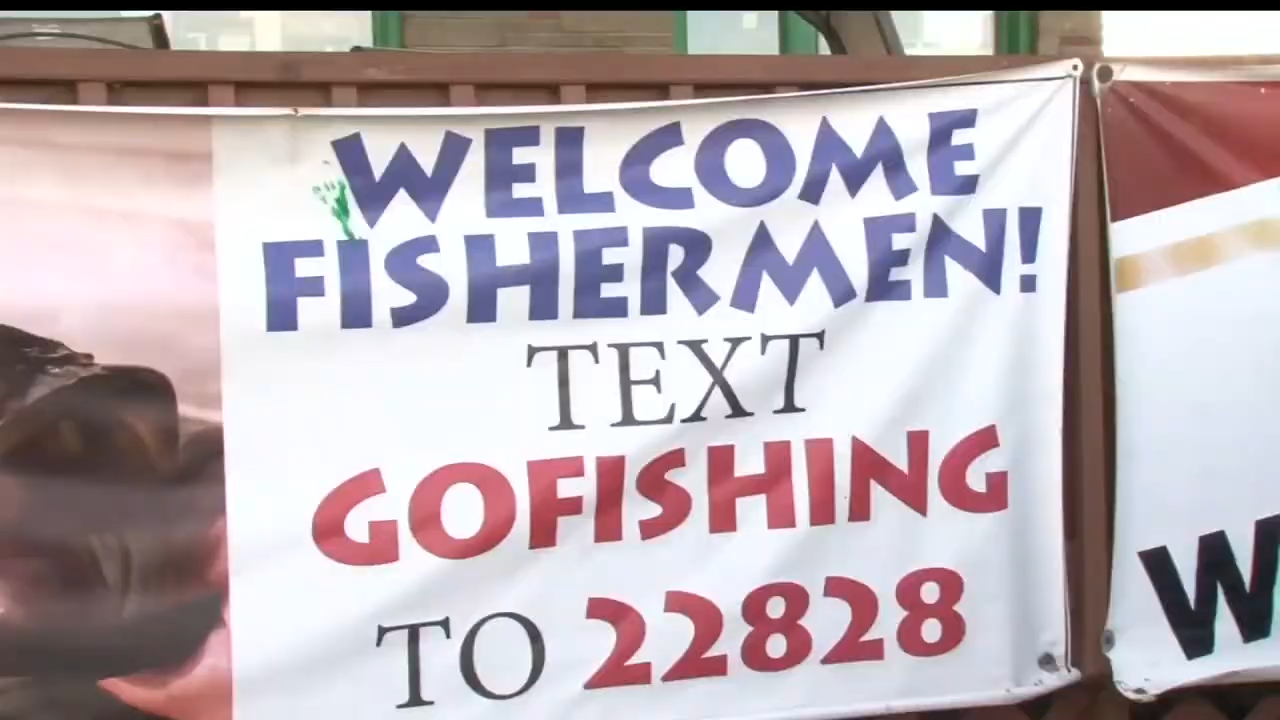 WELCOME
FISHERMEN!
TEXT
GOFISHING
TO 22828
W